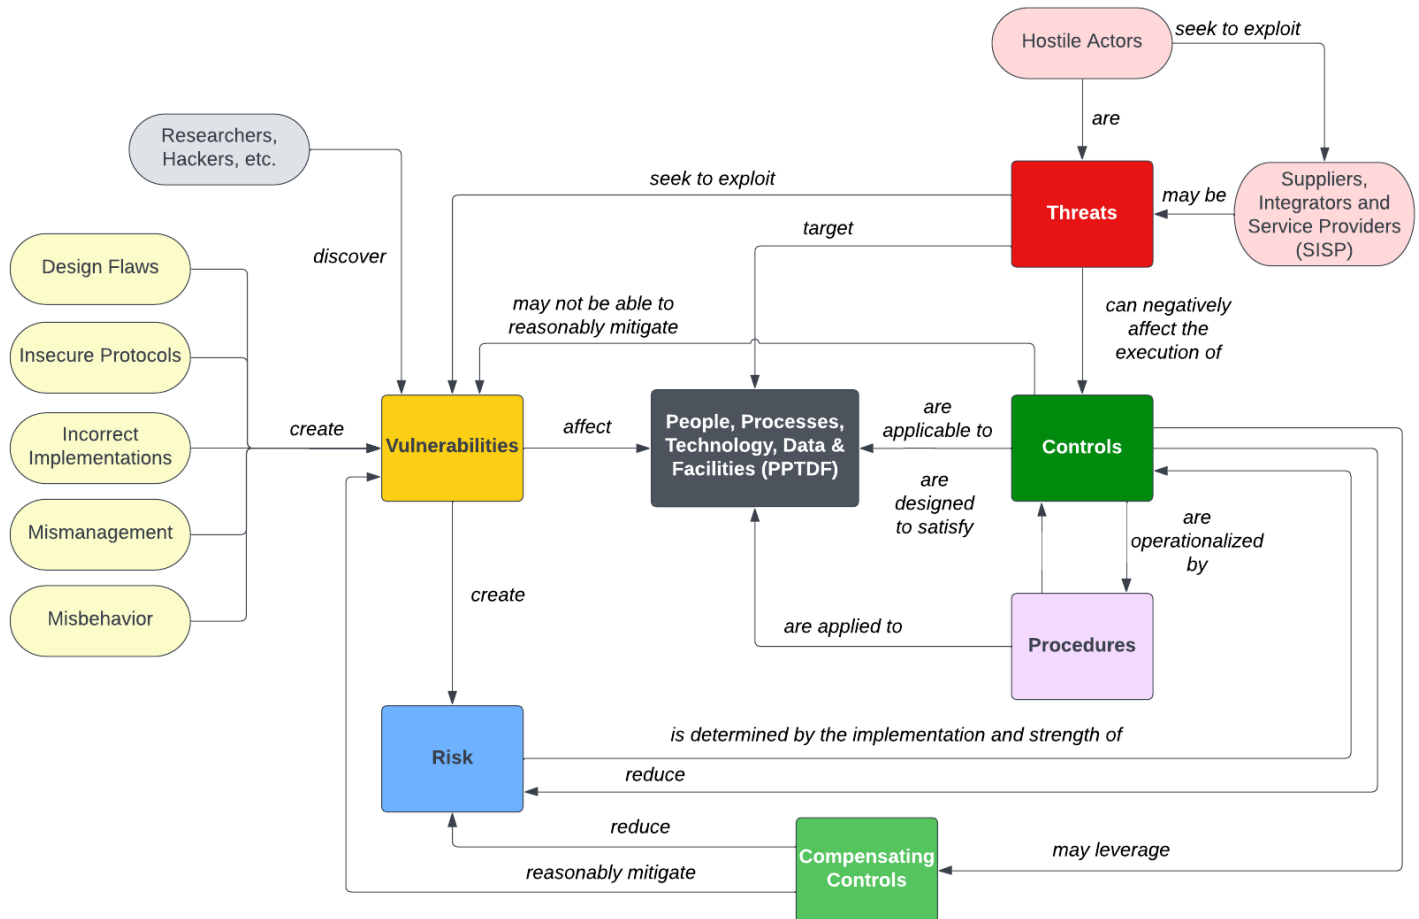 Hostile Actors
seek to exploit
are
Researchers,
Hackers, etc.
seek to exploit
Threats
may be
Suppliers,
Integrators and
Service Providers
(SISP)
target
discover
Design Flaws
may not be able to
reasonably mitigate
can negatively
affect the
execution of
Insecure Protocols
Incorrect
Implementations
create
Vulnerabilities
affect
People, Processes,
Technology, Data &
Facilities (PPTDF)
are
applicable to
Controls
are
designed
to satisfy
are
operationalized
by
Mismanagement
Misbehavior
create
are applied to
Procedures
Risk
is determined by the implementation and strength of
reduce
reduce
reasonably mitigate
Compensating
Controls
may leverage